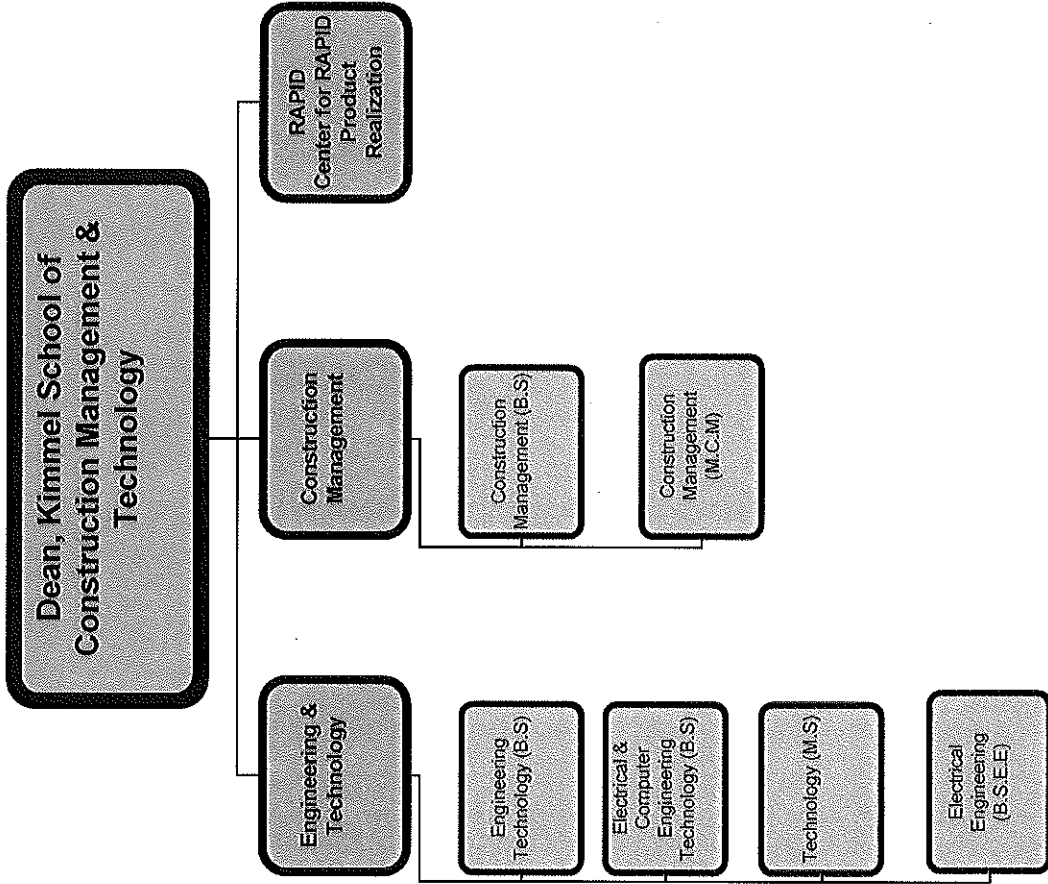 Dean, Kimmel School of
Construction Management &
Technology
Engineering &
Technology
Engineering
Technology (B.S)
Electrical &
Computer
Engineering
Technology (B.S)
Technology (M.S)
Electrical
Engineering
(B.S.E.E)
Construction
Management
Construction
Management (B.S)
Construction
Management
(M.C.M)
RAPID
Center for RAPID
Product
Realization